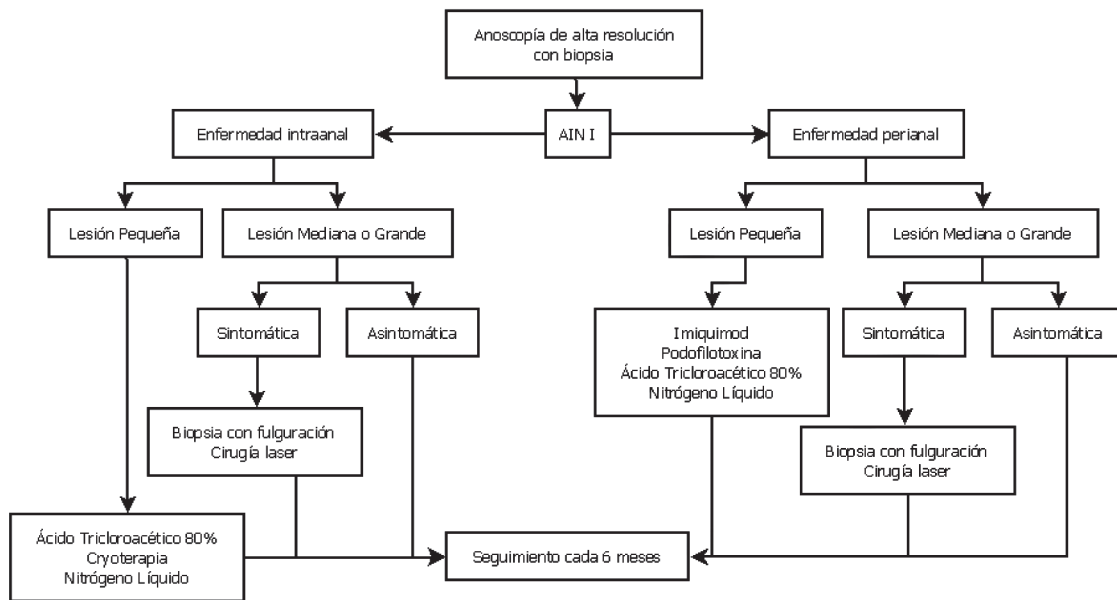 Anoscopía de alta resolución
con biopsia
Enfermedad intraanal
AIN I
Enfermedad perianal
Lesión Pequeña
Lesión Mediana o Grande
Lesión Pequeña
Lesión Mediana o Grande
Sintomática
Asintomática
Imiquimod
Podofilotoxina
Ácido Tricloroacético 80%
Nitrógeno Líquido
Sintomática
Asintomática
Biopsia con fulguración
Cirugía laser
Biopsia con fulguración
Cirugía laser
Ácido Tricloroacético 80%
Cryoterapia
Nitrógeno Líquido
Seguimiento cada 6 meses